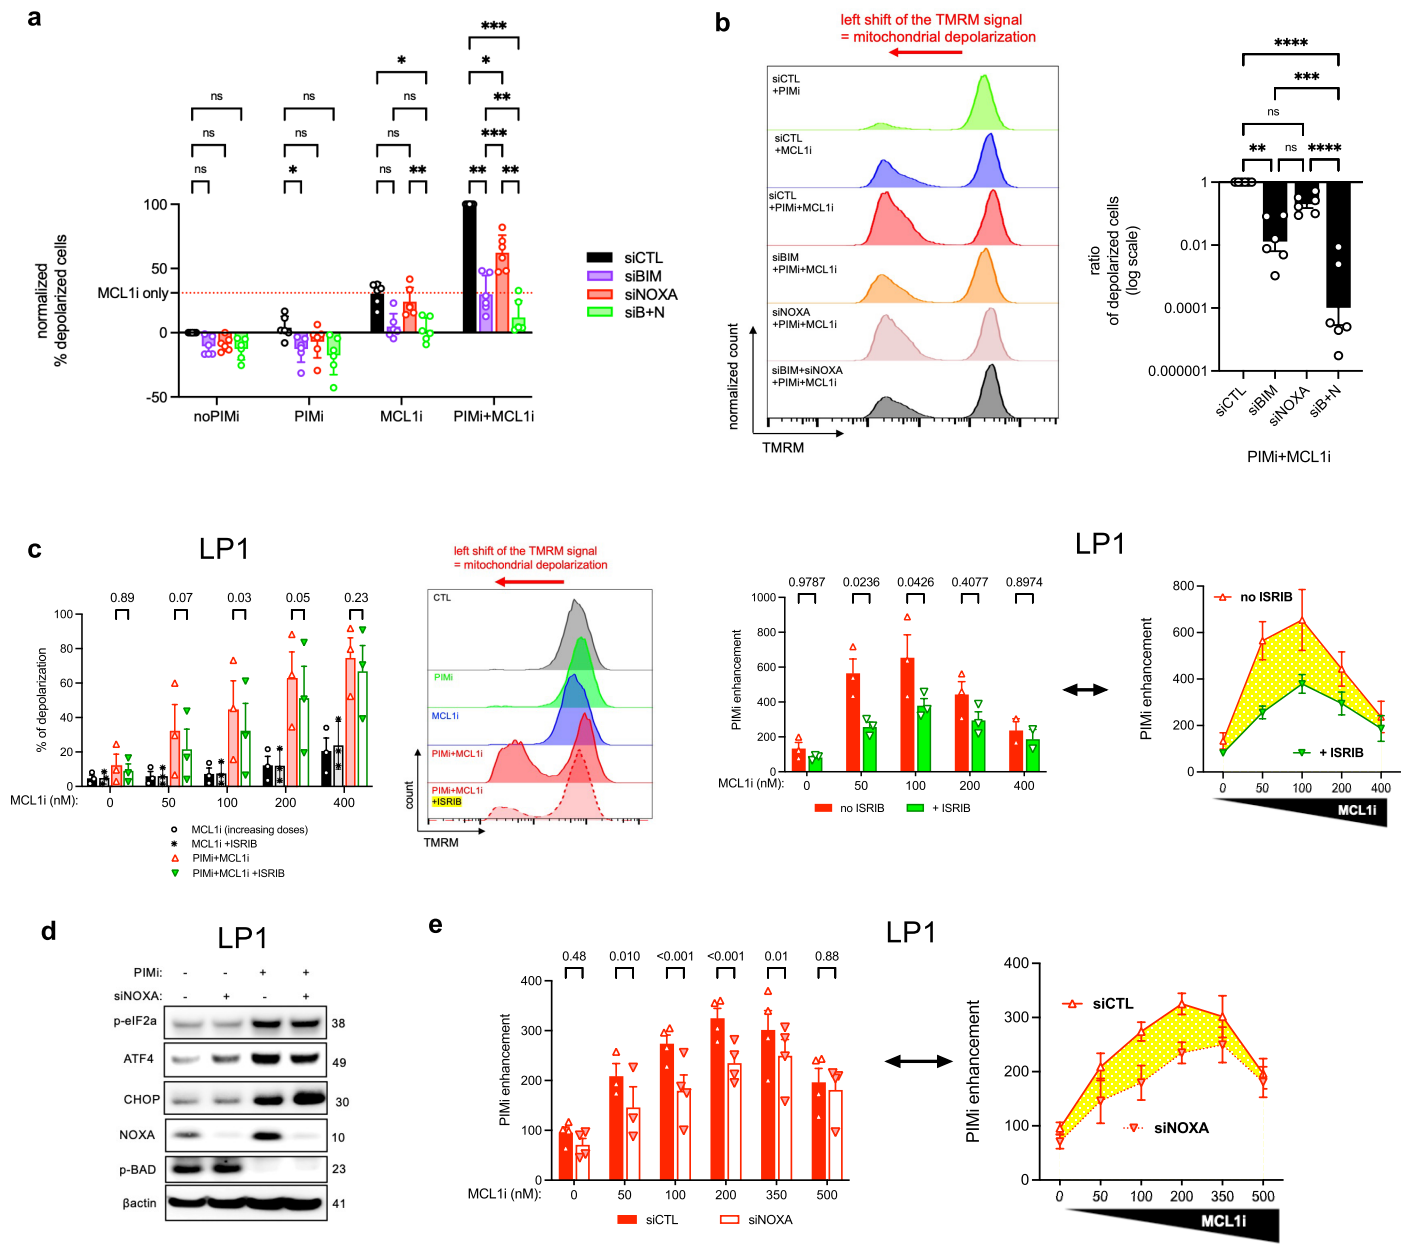 a
***
*
*
**
ns
ns
ns
***
ns
ns
ns
ns
*
ns
**
**
**
100
50
MCL1i only
0
-50
normalized
% depolarized cells
noPIMi
PIMi
MCL1i
PIMi+MCL1i
siCTL
siBIM
siNOXA
siB+N
b
left shift of the TMRM signal
= mitochondrial depolarization
siCTL
+PIMi
siCTL
+MCL1i
siCTL
+PIMi+MCL1i
siBIM
+PIMi+MCL1i
siNOXA
+PIMi+MCL1i
siBIM+siNOXA
+PIMi+MCL1i
normalized count
TMRM
****
***
ns
**
ns
****
1
0.01
0.0001
0.000001
ratio
of depolarized cells
(log scale)
siCTL
siBIM
siNOXA
siB+N
PIMi+MCL1i
c
LP1
0.89
0.07
0.03
0.05
0.23
100
80
60
40
20
0
% of depolarization
MCL1i (nM):
0
50
100
200
400
MCL1i (increasing doses)
MCL1i +ISRIB
PIMi+MCL1i
PIMi+MCL1i +ISRIB
left shift of the TMRM signal
= mitochondrial depolarization
CTL
PIMi
MCL1i
PIMi+MCL1i
PIMi+MCL1i
+ISRIB
count
TMRM
LP1
0.9787
0.0236
0.0426
0.4077
0.8974
1000
800
600
400
200
0
PIMi enhancement
MCL1i (nM):
0
50
100
200
400
no ISRIB
+ ISRIB
800
600
400
200
0
PIMi enhancement
no ISRIB
+ ISRIB
0
50
100
200
400
MCL1i
d
LP1
PIMi:
-
-
+
+
siNOXA:
-
+
-
+
p-eIF2a
38
ATF4
49
CHOP
30
NOXA
10
p-BAD
23
βactin
41
e
LP1
0.48
0.010
<0.001
<0.001
0.01
0.88
400
300
200
100
0
PIMi enhancement
MCL1i (nM):
0
50
100
200
350
500
siCTL
siNOXA
400
300
200
100
0
PIMi enhancement
siCTL
siNOXA
0
50
100
200
350
500
MCL1i